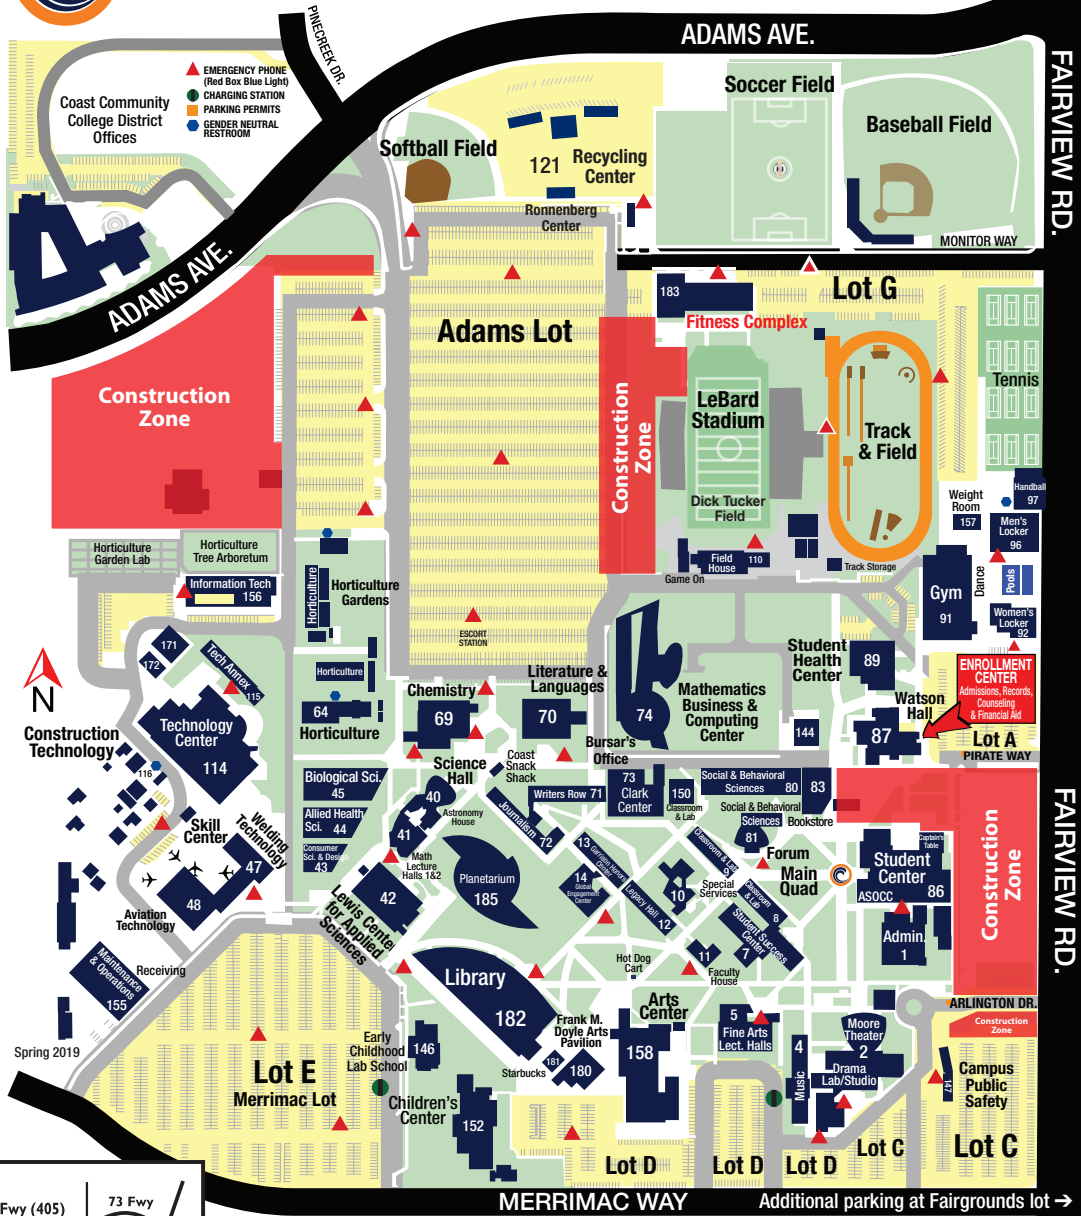 ADAMS AVE.
PINECREEK DR.
FAIRVIEW RD.
EMERGENCY PHONE
(Red Box Blue Light)
CHARGING STATION
PARKING PERMITS
GENDER NEUTRAL
RESTROOM
Coast Community
College District
Offices
Soccer Field
Baseball Field
Softball Field
121
Recycling
Center
Ronnenberg
Center
MONITOR WAY
ADAMS AVE.
183
Lot G
Fitness Complex
Adams Lot
Construction
Zone
Construction
Zone
LeBard
Stadium
Tennis
Track
& Field
Dick Tucker
Field
Weight
Room
157
Handball
97
Men's
Locker
96
Horticulture
Garden Lab
Horticulture
Tree Arboretum
Field
House
110
Game On
Track Storage
Information Tech
156
Horticulture
Horticulture
Gardens
Gym
91
Dance
Pools
Women's
Locker
92
ESCORT
STATION
171
172
Tech Annex
115
Horticulture
Student
Health
Center
89
ENROLLMENT
CENTER
Admissions, Records,
Counseling
& Financial Aid
N
Literature &
Languages
Chemistry
69
70
74
Mathematics
Business &
Computing
Center
64
Horticulture
Watson
Hall
87
Lot A
PIRATE WAY
144
Construction
Technology
Technology
Center
114
116
Bursar's
Office
Science
Hall
Coast
Snack
Shack
Biological Sci.
45
40
Astronomy
House
Writers Row 71
73
Clark
Center
150
Classroom
& Lab
Social & Behavioral
Sciences 80
83
Social & Behavioral
Sciences
81
Bookstore
Allied Health
Sci. 44
41
Math
Lecture
Halls 1&2
Journalism
72
Consumer
Sci. & Design
43
Skill
Center
Welding
Technology
47
48
Aviation
Technology
13
Garrison Honors
Center
14
Global
Engagement
Center
Legacy Hall
12
10
Classroom & Lab
9
Special
Services
Classroom
& Lab
8
Forum
Main
Quad
Captain's
Table
Student
Center
86
ASOCC
Construction
Zone
FAIRVIEW RD.
Planetarium
185
42
Lewis Center
for Applied
Sciences
Student Success
Center
7
Admin.
1
11
Faculty
House
Hot Dog
Cart
Maintenance
& Operations
155
Receiving
Library
182
Arts
Center
ARLINGTON DR.
Construction
Zone
Spring 2019
Early
Childhood
Lab School
146
Frank M.
Doyle Arts
Pavilion
181
180
Starbucks
158
5
Fine Arts
Lect. Halls
4
Music
Moore
Theater
2
Drama
Lab/Studio
147
Campus
Public
Safety
Lot E
Merrimac Lot
Children's
Center
152
Lot D
Lot D
Lot D
Lot C
Lot C
MERRIMAC WAY
Additional parking at Fairgrounds lot →
Fwy (405)
73 Fwy